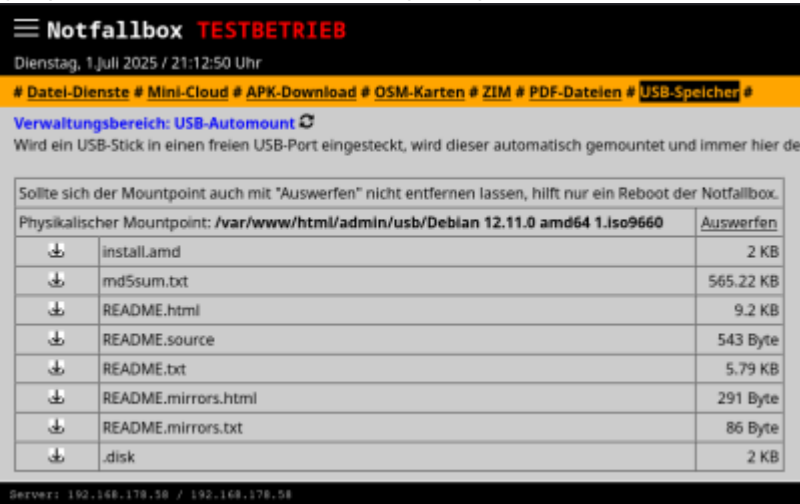 Notfallbox TESTBETRIEB
Dienstag, 1.Juli 2025 / 21:12:50 Uhr
# Datei-Dienste # Mini-Cloud # APK-Download # OSM-Karten # ZIM # PDF-Dateien # USB-Speicher #
Verwaltungsbereich: USB-Automount
Wird ein USB-Stick in einen freien USB-Port eingesteckt, wird dieser automatisch gemountet und immer hier de
Sollte sich der Mountpoint auch mit "Auswerfen" nicht entfernen lassen, hilft nur ein Reboot der Notfallbox.
Physikalischer Mountpoint: /var/www/html/admin/usb/Debian 12.11.0 amd64 1.iso9660 Auswerfen
install.amd 2 KB
md5sum.txt 565.22 KB
README.html 9.2 KB
README.source 543 Byte
README.txt 5.79 KB
README.mirrors.html 291 Byte
README.mirrors.txt 86 Byte
.disk 2 KB
Server: 192.168.178.58 / 192.168.178.58